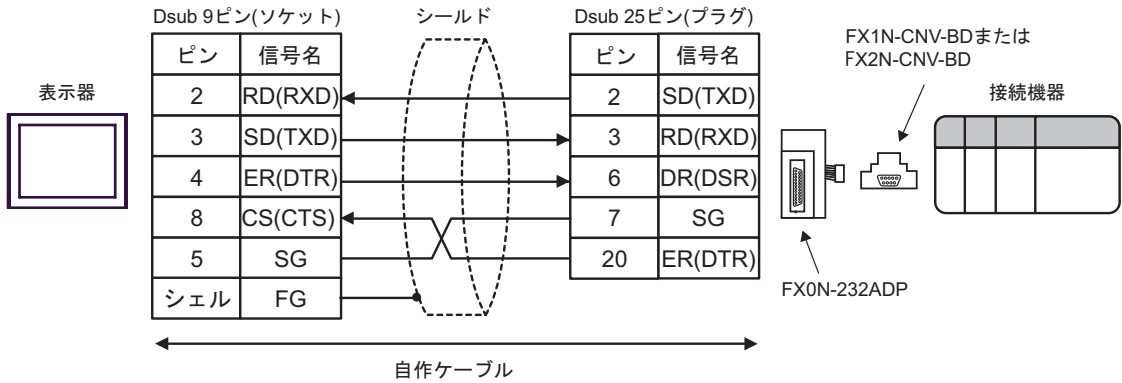 Dsub 9ピン(ソケット)
シールド
Dsub 25ピン(プラグ)
FX1N-CNV-BDまたは
FX2N-CNV-BD
表示器
接続機器
ピン 信号名 ピン 信号名
2 RD(RXD) 2 SD(TXD)
3 SD(TXD) 3 RD(RXD)
4 ER(DTR) 6 DR(DSR)
8 CS(CTS) 7 SG
5 SG 20 ER(DTR)
シェル FG
FX0N-232ADP
自作ケーブル